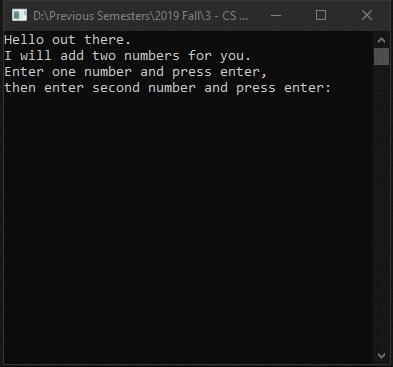 D:\Previous Semesters\2019 Fall\3 - CS ...
Hello out there.
I will add two numbers for you.
Enter one number and press enter,
then enter second number and press enter: